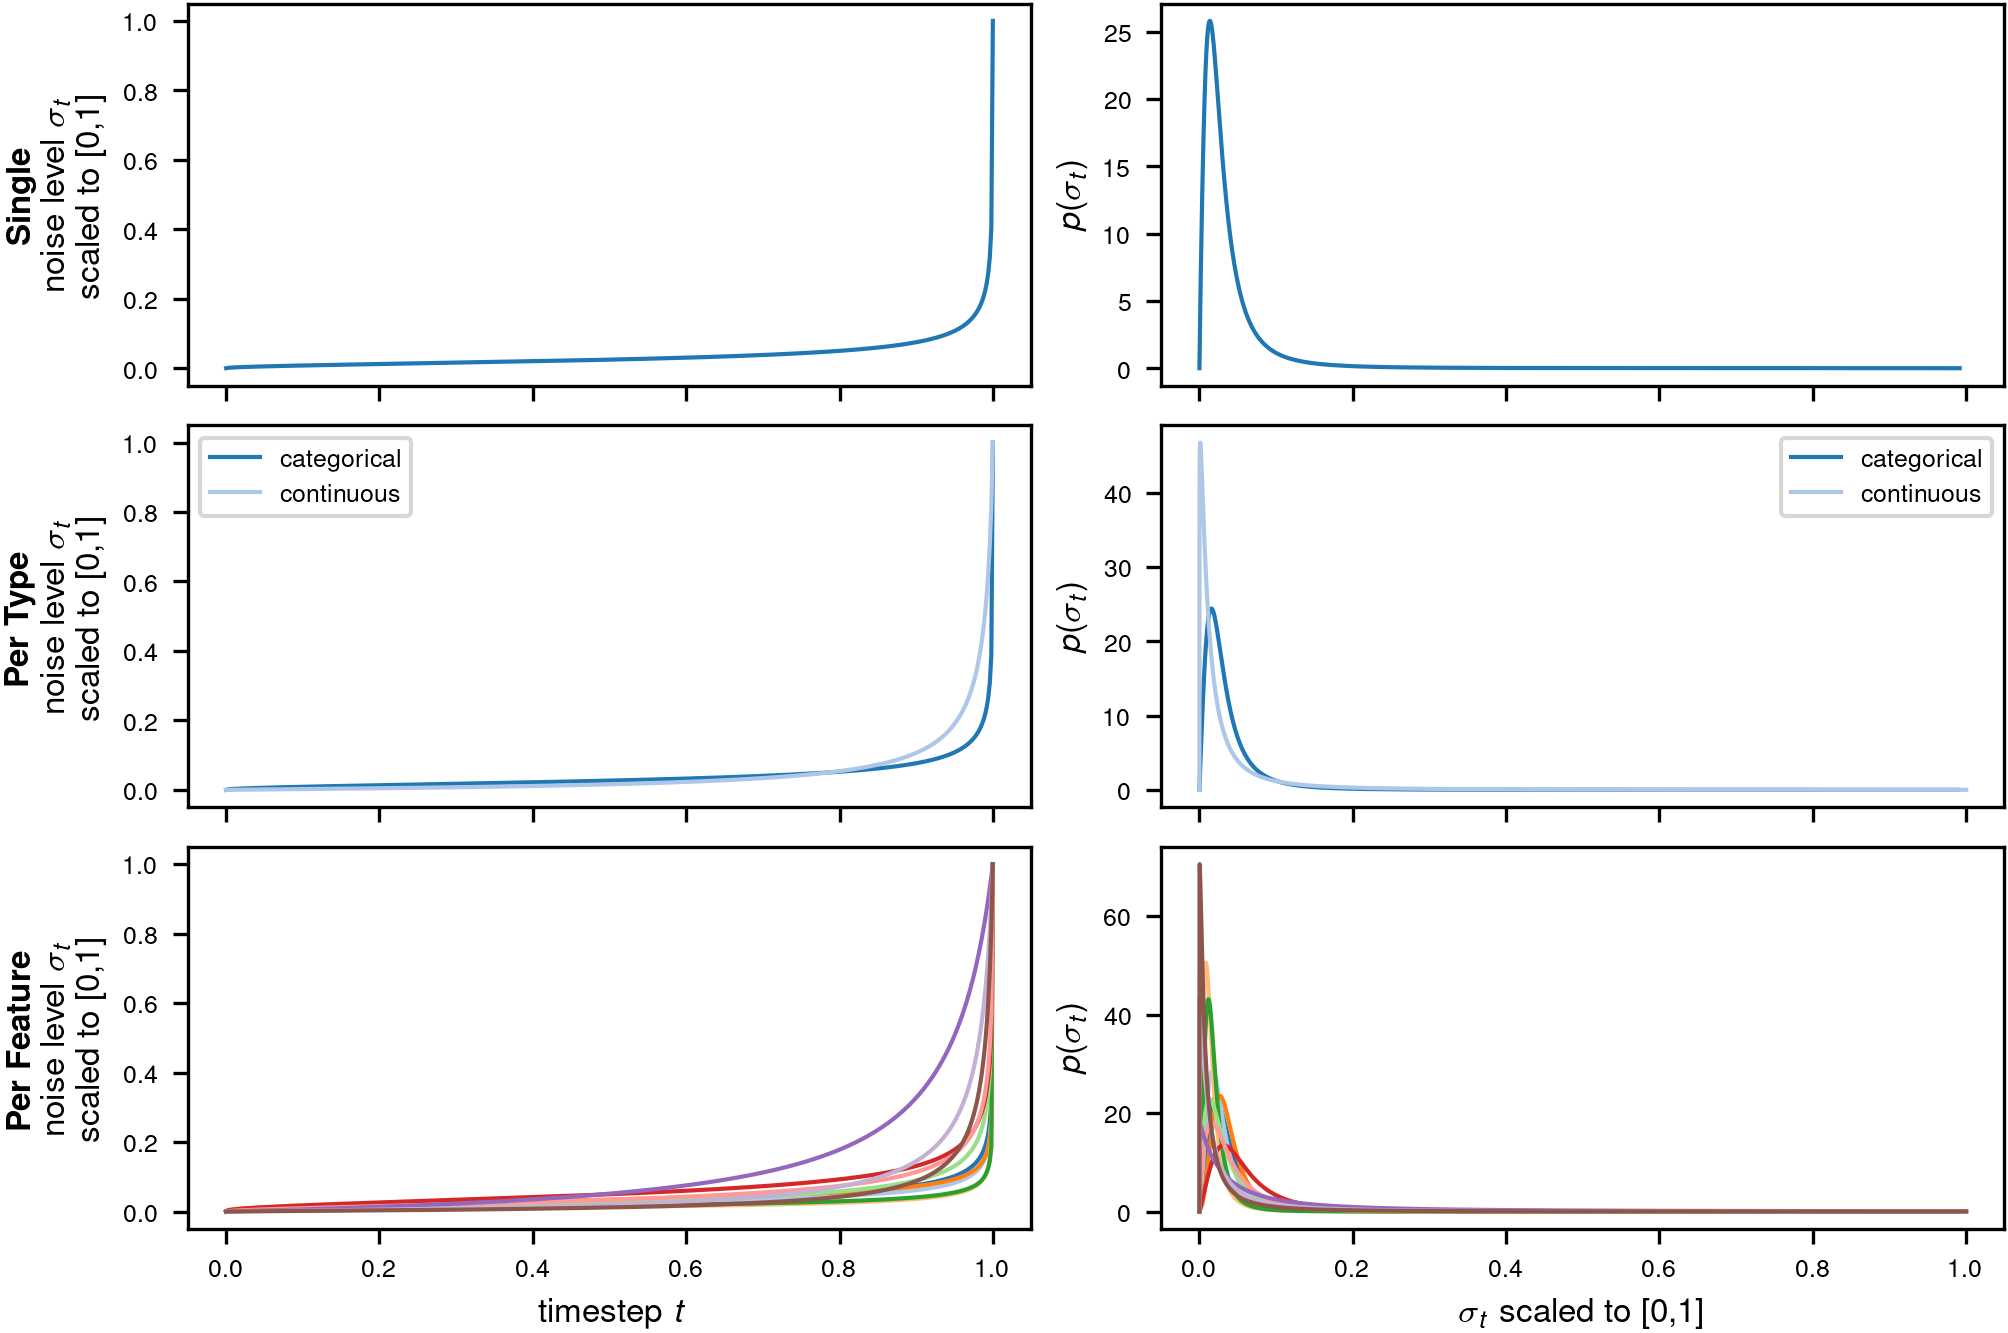 Single
noise level σt
scaled to [0,1]
1.0
0.8
0.6
0.4
0.2
0.0
p(σt)
25
20
15
10
5
0
Per Type
noise level σt
scaled to [0,1]
1.0
0.8
0.6
0.4
0.2
0.0
categorical
continuous
p(σt)
40
30
20
10
0
categorical
continuous
Per Feature
noise level σt
scaled to [0,1]
1.0
0.8
0.6
0.4
0.2
0.0
0.0 0.2 0.4 0.6 0.8 1.0
timestep t
p(σt)
60
40
20
0
0.0 0.2 0.4 0.6 0.8 1.0
σt scaled to [0,1]